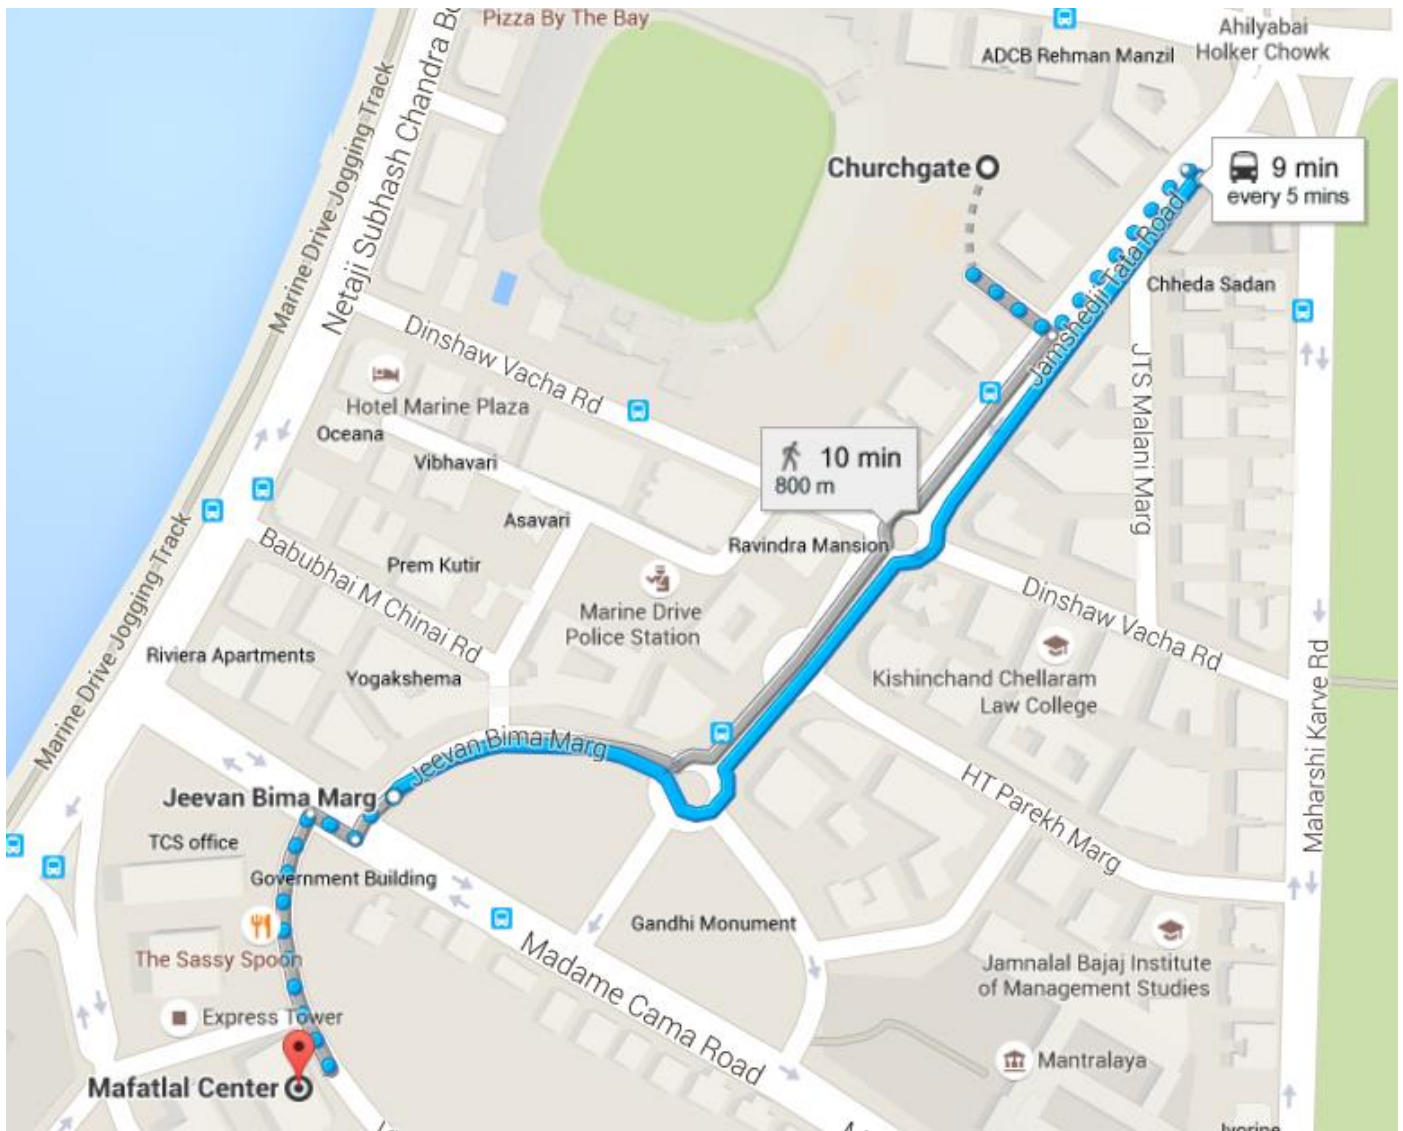 Pizza By The Bay
Ahilyabai
Holker Chowk
ADCB Rehman Manzil
Netaji Subhash Chandra Bo
Marine Drive Jogging Track
Churchgate
9 min
every 5 mins
Jamshedji Tata Road
Chheda Sadan
Dinshaw Vacha Rd
JTS Malani Marg
Hotel Marine Plaza
Oceana
Vibhavari
10 min
800 m
Asavari
Ravindra Mansion
Babubhai M Chinai Rd
Prem Kutir
Marine Drive
Police Station
Dinshaw Vacha Rd
Marine Drive Jogging Track
Riviera Apartments
Yogakshema
Kishinchand Chellaram
Law College
Maharshi Karve Rd
Jeevan Bima Marg
HT Parekh Marg
Jeevan Bima Marg
TCS office
Government Building
Gandhi Monument
The Sassy Spoon
Madame Cama Road
Jamnalal Bajaj Institute
of Management Studies
Express Tower
Mantralaya
Mafatlal Center